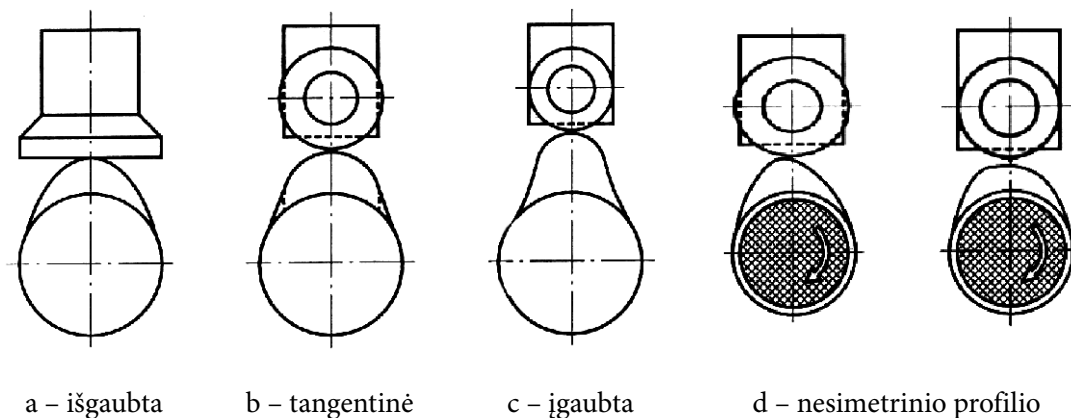 a – išgaubta b – tangentinė c – įgaubta d – nesimetrinio profilio